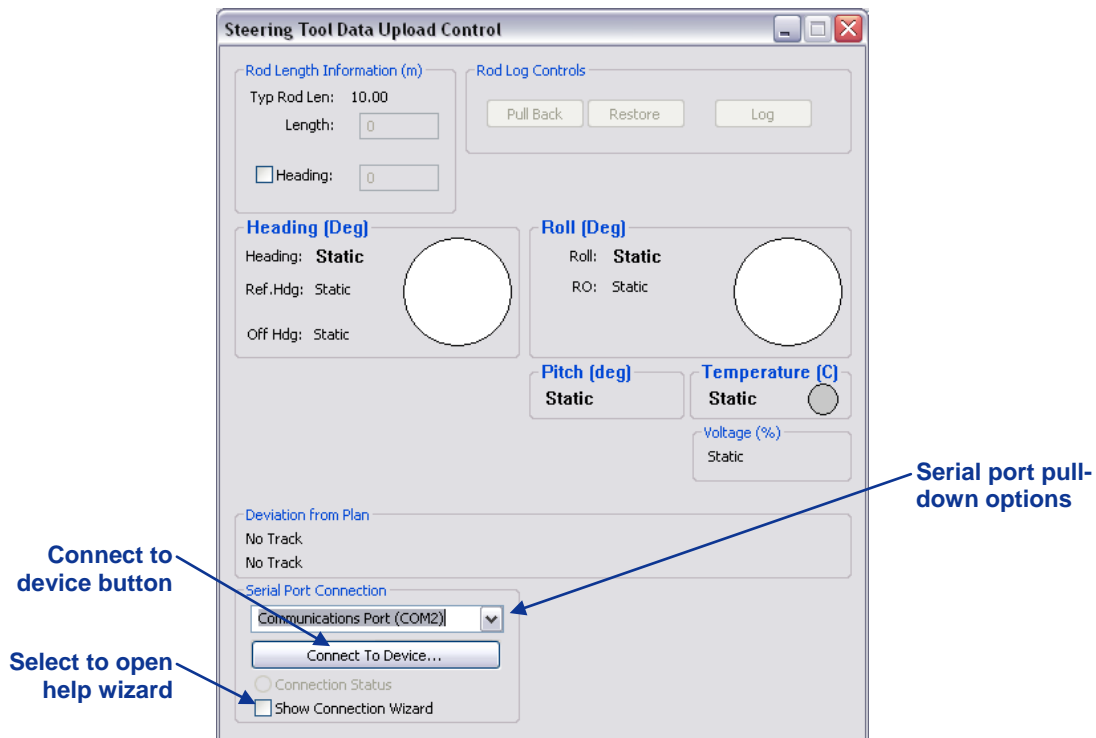 Steering Tool Data Upload Control
Rod Length Information (m)
Typ Rod Len: 10.00
Length: 0
Heading: 0
Rod Log Controls
Pull Back Restore Log
Heading (Deg)
Heading: Static
Ref.Hdg: Static
Off Hdg: Static
Roll (Deg)
Roll: Static
RO: Static
Pitch (deg)
Static
Temperature (C)
Static
Voltage (%)
Static
Serial port pull-
down options
Deviation from Plan
No Track
No Track
Connect to
device button
Serial Port Connection
Communications Port (COM2)
Connect To Device...
Select to open
help wizard
Connection Status
Show Connection Wizard